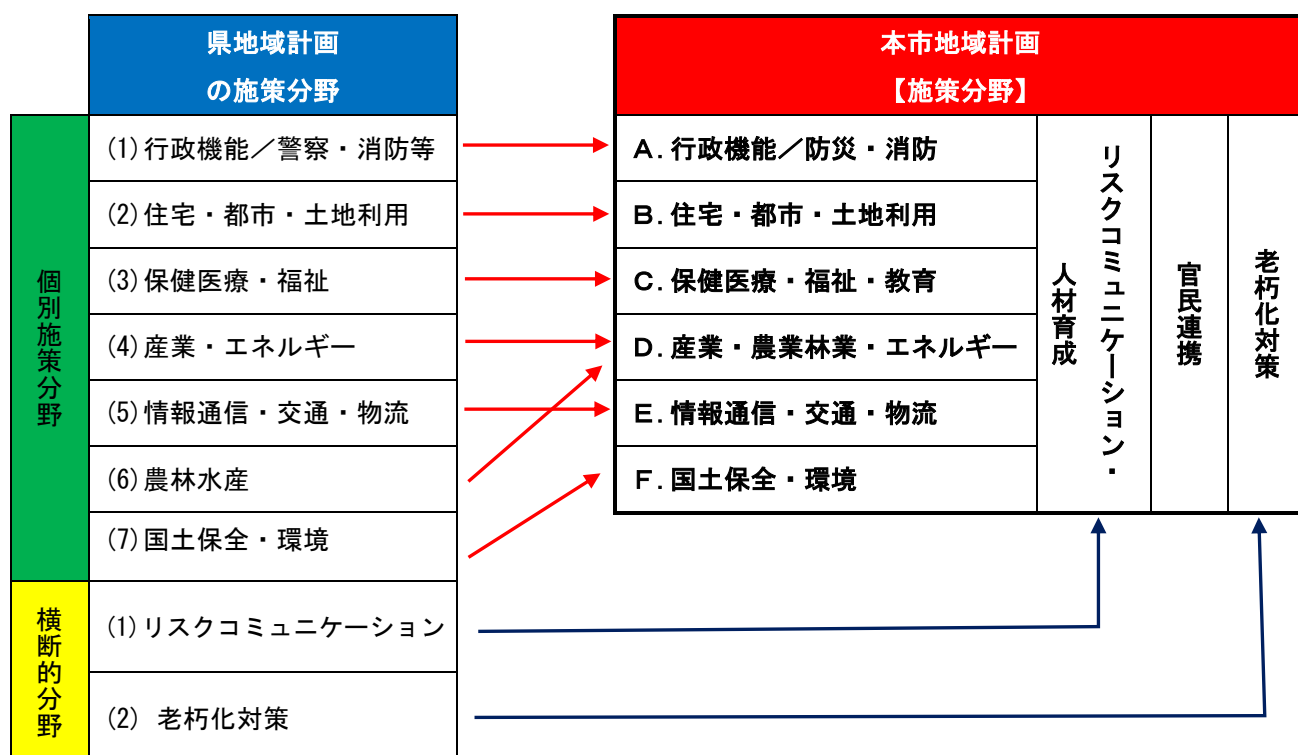 県地域計画
の施策分野
個別施策分野
(1)行政機能／警察・消防等
(2)住宅・都市・土地利用
(3)保健医療・福祉
(4)産業・エネルギー
(5)情報通信・交通・物流
(6)農林水産
(7)国土保全・環境
横断的分野
(1)リスクコミュニケーション
(2) 老朽化対策
本市地域計画
【施策分野】
Ａ.行政機能／防災・消防
Ｂ.住宅・都市・土地利用
Ｃ.保健医療・福祉・教育
Ｄ.産業・農業林業・エネルギー
Ｅ.情報通信・交通・物流
Ｆ.国土保全・環境
リスクコミュニケーション・
人材育成
官民連携
老朽化対策